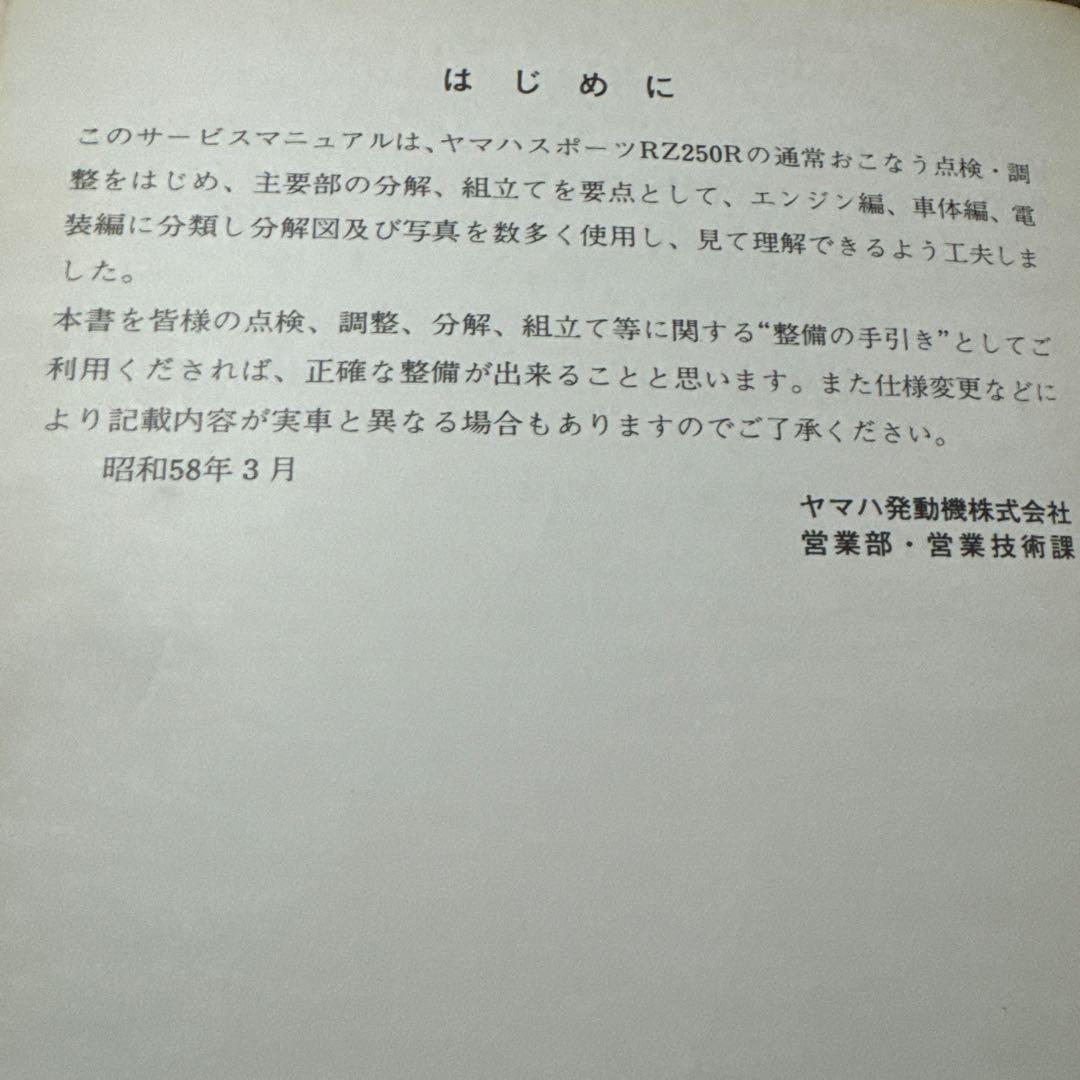 はじめに
このサービスマニュアルは、ヤマハスポーツRZ250Rの通常おこなう点検・調
整をはじめ、主要部の分解、組立てを要点として、エンジン編、車体編、電
装編に分類し分解図及び写真を数多く使用し、見て理解できるよう工夫しま
した。
本書を皆様の点検、調整、分解、組立て等に関する“整備の手引き”としてご
利用くだされば、正確な整備が出来ることと思います。また仕様変更などに
より記載内容が実車と異なる場合もありますのでご了承ください。
昭和58年3月
ヤマハ発動機株式会社
営業部・営業技術課